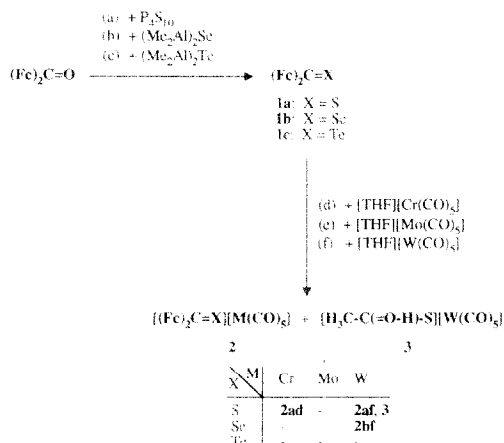 (a) + P₄S₁₀
(b) + (Me₂Al)₂Se
(c) + (Me₂Al)₂Te
(Fc)₂C=O
(Fc)₂C=X
1a: X = S
1b: X = Se
1c: X = Te
(d) + [THF][Cr(CO)₅]
(e) + [THF][Mo(CO)₅]
(f) + [THF][W(CO)₅]
[(Fc)₂C=X][M(CO)₅] + [H₃C-C(=O-H)-S][W(CO)₅]
2 3
X M Cr Mo W
S 2ad - 2af, 3
Se - 2bf
Te - - -